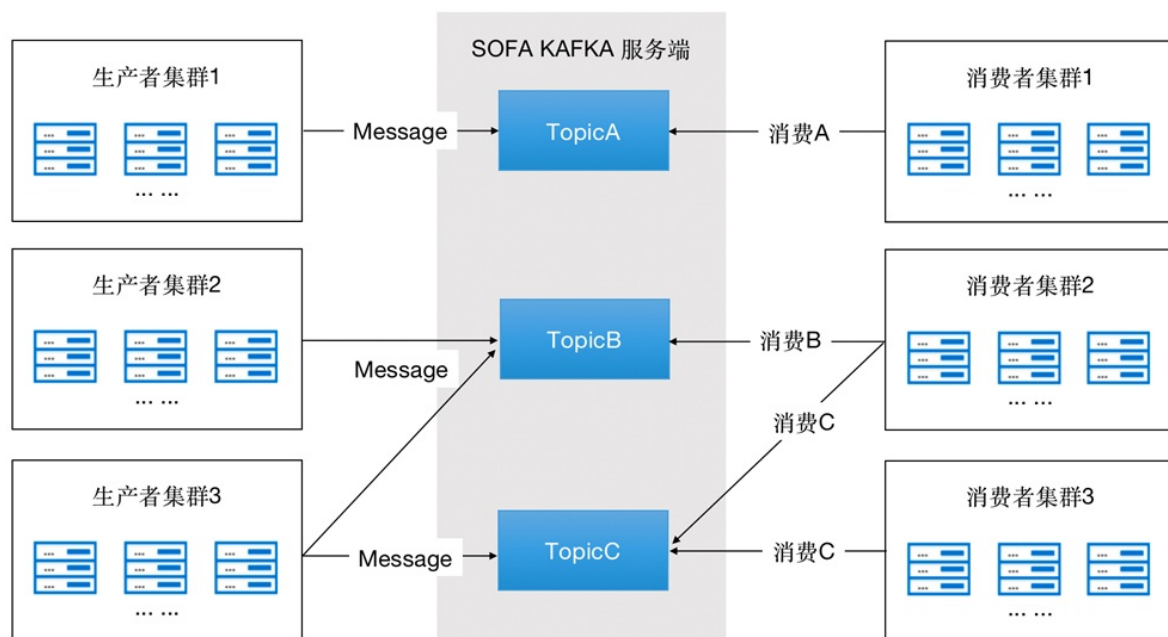 SOFA KAFKA 服务端
生产者集群1
... ...
Message
TopicA
消费A
消费者集群1
... ...
生产者集群2
... ...
Message
TopicB
消费B
消费C
消费者集群2
... ...
生产者集群3
... ...
Message
TopicC
消费C
消费者集群3
... ...